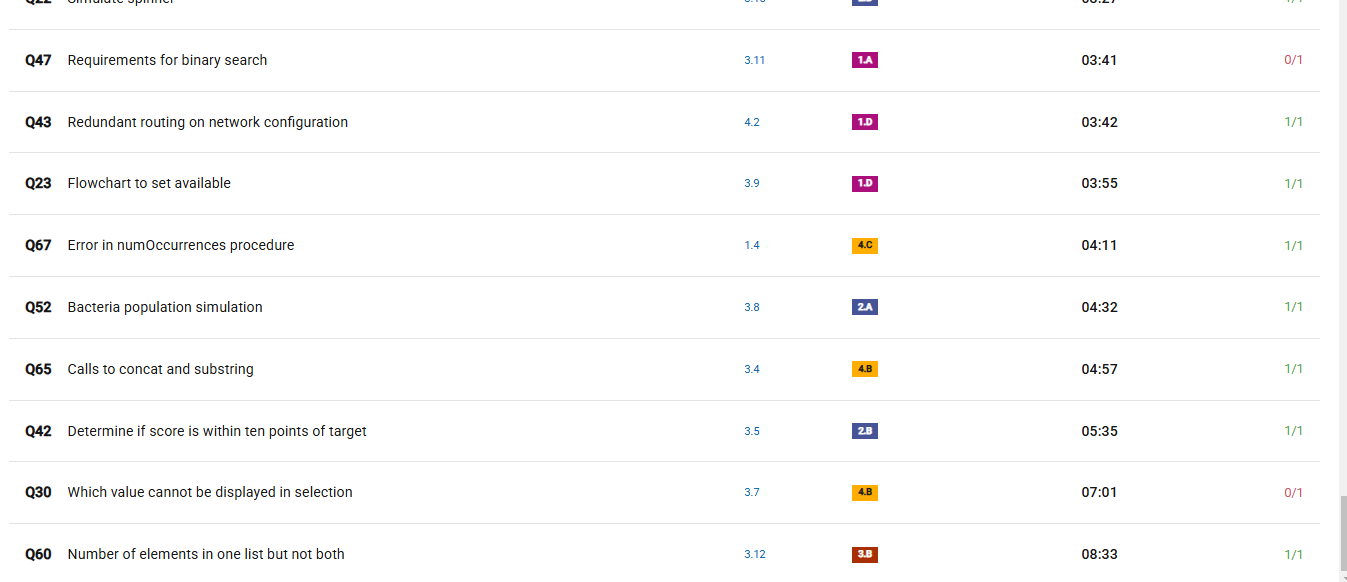 Q22 Simulate spinner
Q47 Requirements for binary search 3.11 1.A 03:41 0/1
Q43 Redundant routing on network configuration 4.2 1.D 03:42 1/1
Q23 Flowchart to set available 3.9 1.D 03:55 1/1
Q67 Error in numOccurrences procedure 1.4 4.C 04:11 1/1
Q52 Bacteria population simulation 3.8 2.A 04:32 1/1
Q65 Calls to concat and substring 3.4 4.B 04:57 1/1
Q42 Determine if score is within ten points of target 3.5 2.B 05:35 1/1
Q30 Which value cannot be displayed in selection 3.7 4.B 07:01 0/1
Q60 Number of elements in one list but not both 3.12 3.B 08:33 1/1